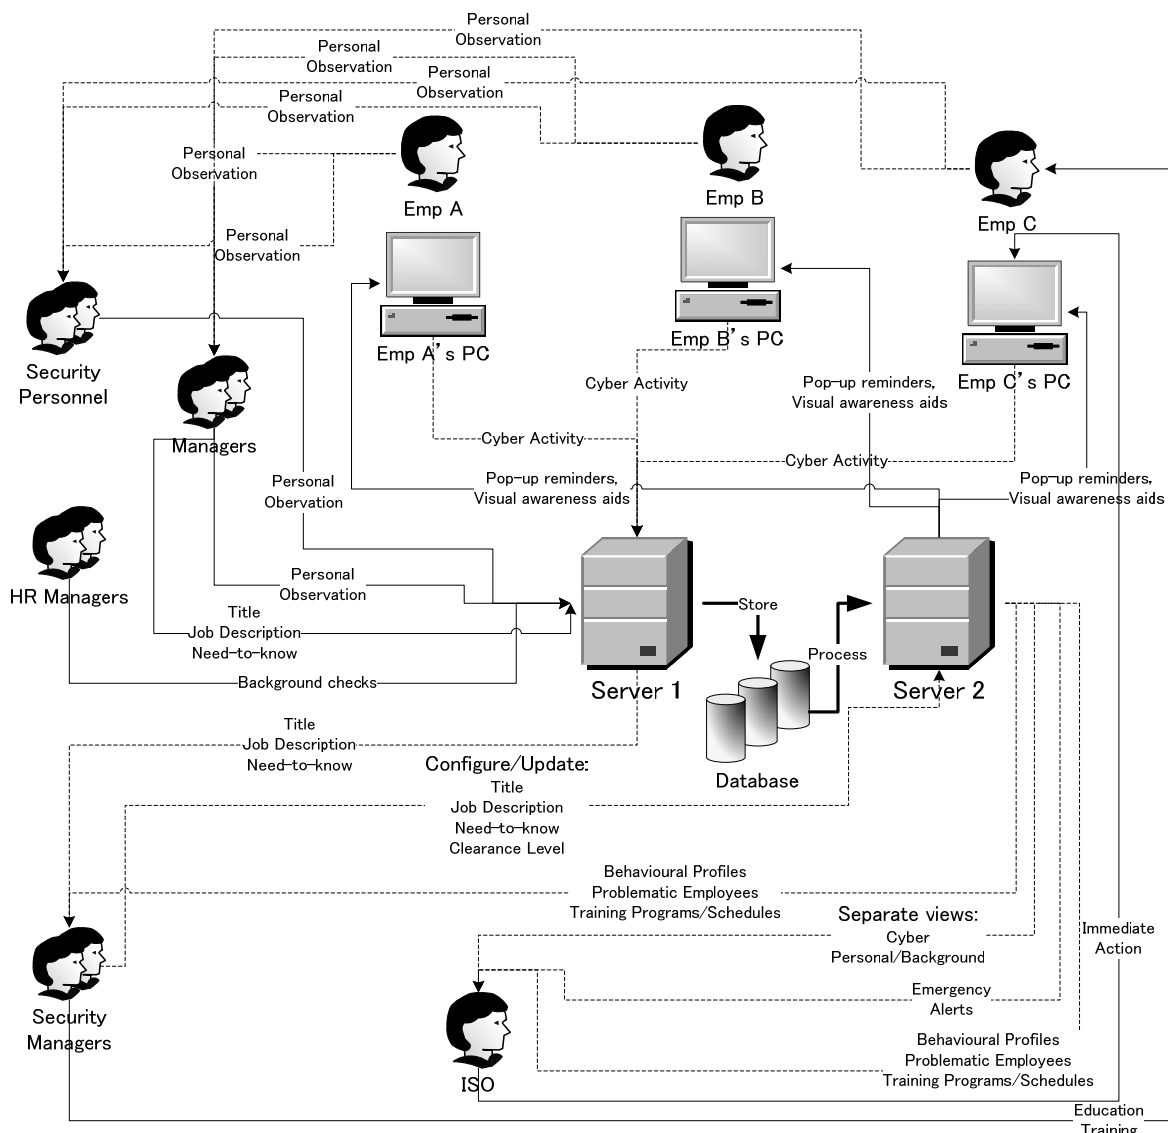 Personal
Observation
Personal
Observation
Personal
Observation
Personal
Observation
Personal
Observation
Emp A
Emp B
Emp C
Personal
Observation
Security
Personnel
Emp A's PC
Emp B's PC
Emp C's PC
Managers
Cyber Activity
Pop-up reminders,
Visual awareness aids
Cyber Activity
Cyber Activity
Personal
Obervation
Pop-up reminders,
Visual awareness aids
Pop-up reminders,
Visual awareness aids
HR Managers
Personal
Observation
Title
Job Description
Need-to-know
Store
Process
Background checks
Server 1
Server 2
Database
Title
Job Description
Need-to-know
Configure/Update:
Title
Job Description
Need-to-know
Clearance Level
Behavioural Profiles
Problematic Employees
Training Programs/Schedules
Separate views:
Cyber
Personal/Background
Immediate
Action
Emergency
Alerts
Security
Managers
ISO
Behavioural Profiles
Problematic Employees
Training Programs/Schedules
Education
Training